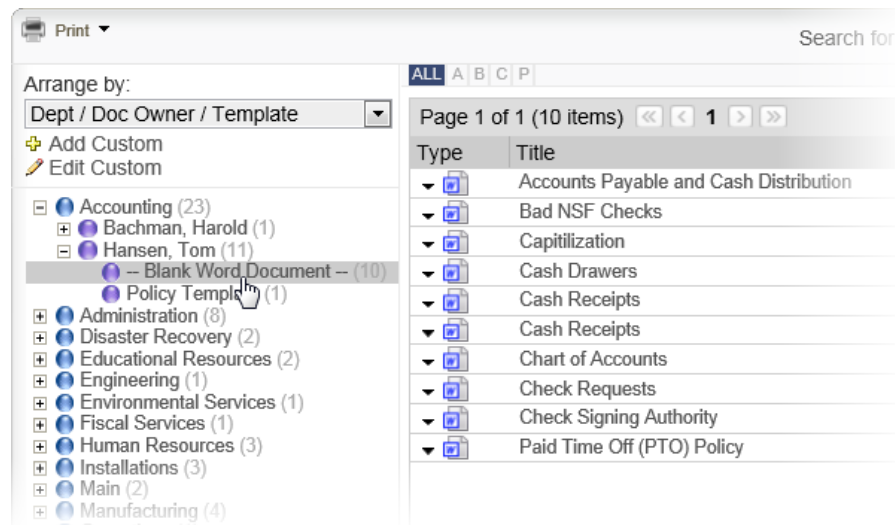 Print
Search for
Arrange by:
Dept / Doc Owner / Template
Add Custom
Edit Custom
Accounting (23)
Bachman, Harold (1)
Hansen, Tom (11)
-- Blank Word Document -- (10)
Policy Templ (1)
Administration (8)
Disaster Recovery (2)
Educational Resources (2)
Engineering (1)
Environmental Services (1)
Fiscal Services (1)
Human Resources (3)
Installations (3)
Main (2)
Manufacturing (4)
ALL A B C P
Page 1 of 1 (10 items) 1
Type Title
Accounts Payable and Cash Distribution
Bad NSF Checks
Capitilization
Cash Drawers
Cash Receipts
Cash Receipts
Chart of Accounts
Check Requests
Check Signing Authority
Paid Time Off (PTO) Policy